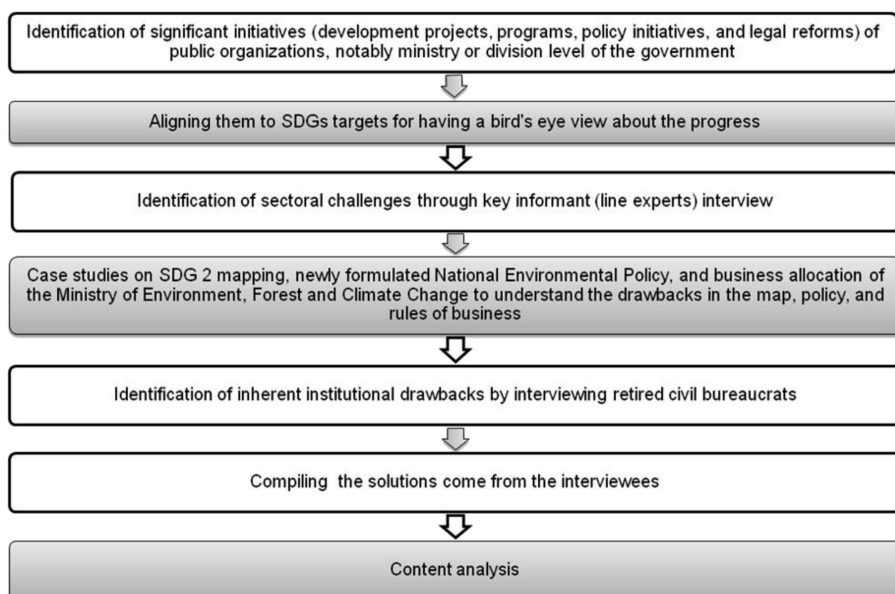 Identification of significant initiatives (development projects, programs, policy initiatives, and legal reforms) of
public organizations, notably ministry or division level of the government
Aligning them to SDGs targets for having a bird's eye view about the progress
Identification of sectoral challenges through key informant (line experts) interview
Case studies on SDG 2 mapping, newly formulated National Environmental Policy, and business allocation of
the Ministry of Environment, Forest and Climate Change to understand the drawbacks in the map, policy, and
rules of business
Identification of inherent institutional drawbacks by interviewing retired civil bureaucrats
Compiling the solutions come from the interviewees
Content analysis